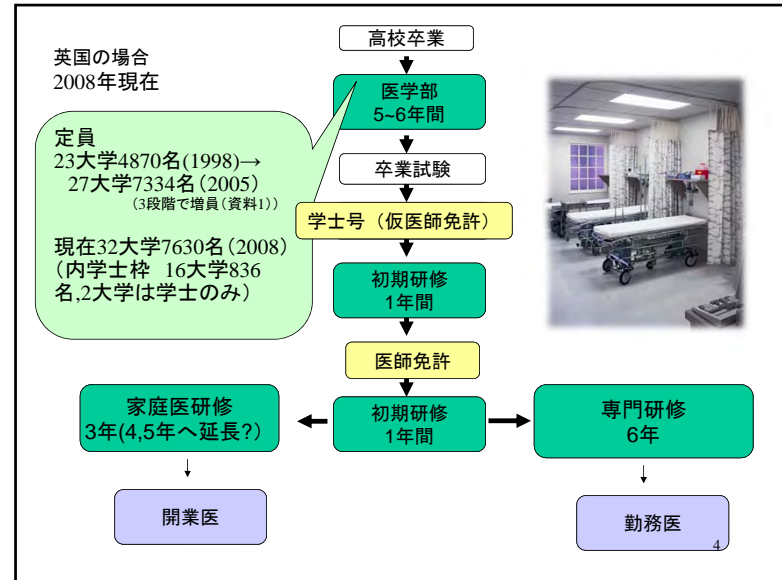 英国の場合
2008年現在
高校卒業
医学部
5~6年間
定員
23大学4870名(1998)→
27大学7334名(2005)
(3段階で増員(資料1))
現在32大学7630名(2008)
(内学士枠 16大学836
名,2大学は学士のみ)
卒業試験
学士号(仮医師免許)
初期研修
1年間
医師免許
家庭医研修
3年(4,5年へ延長?)
初期研修
1年間
専門研修
6年
開業医
勤務医
4